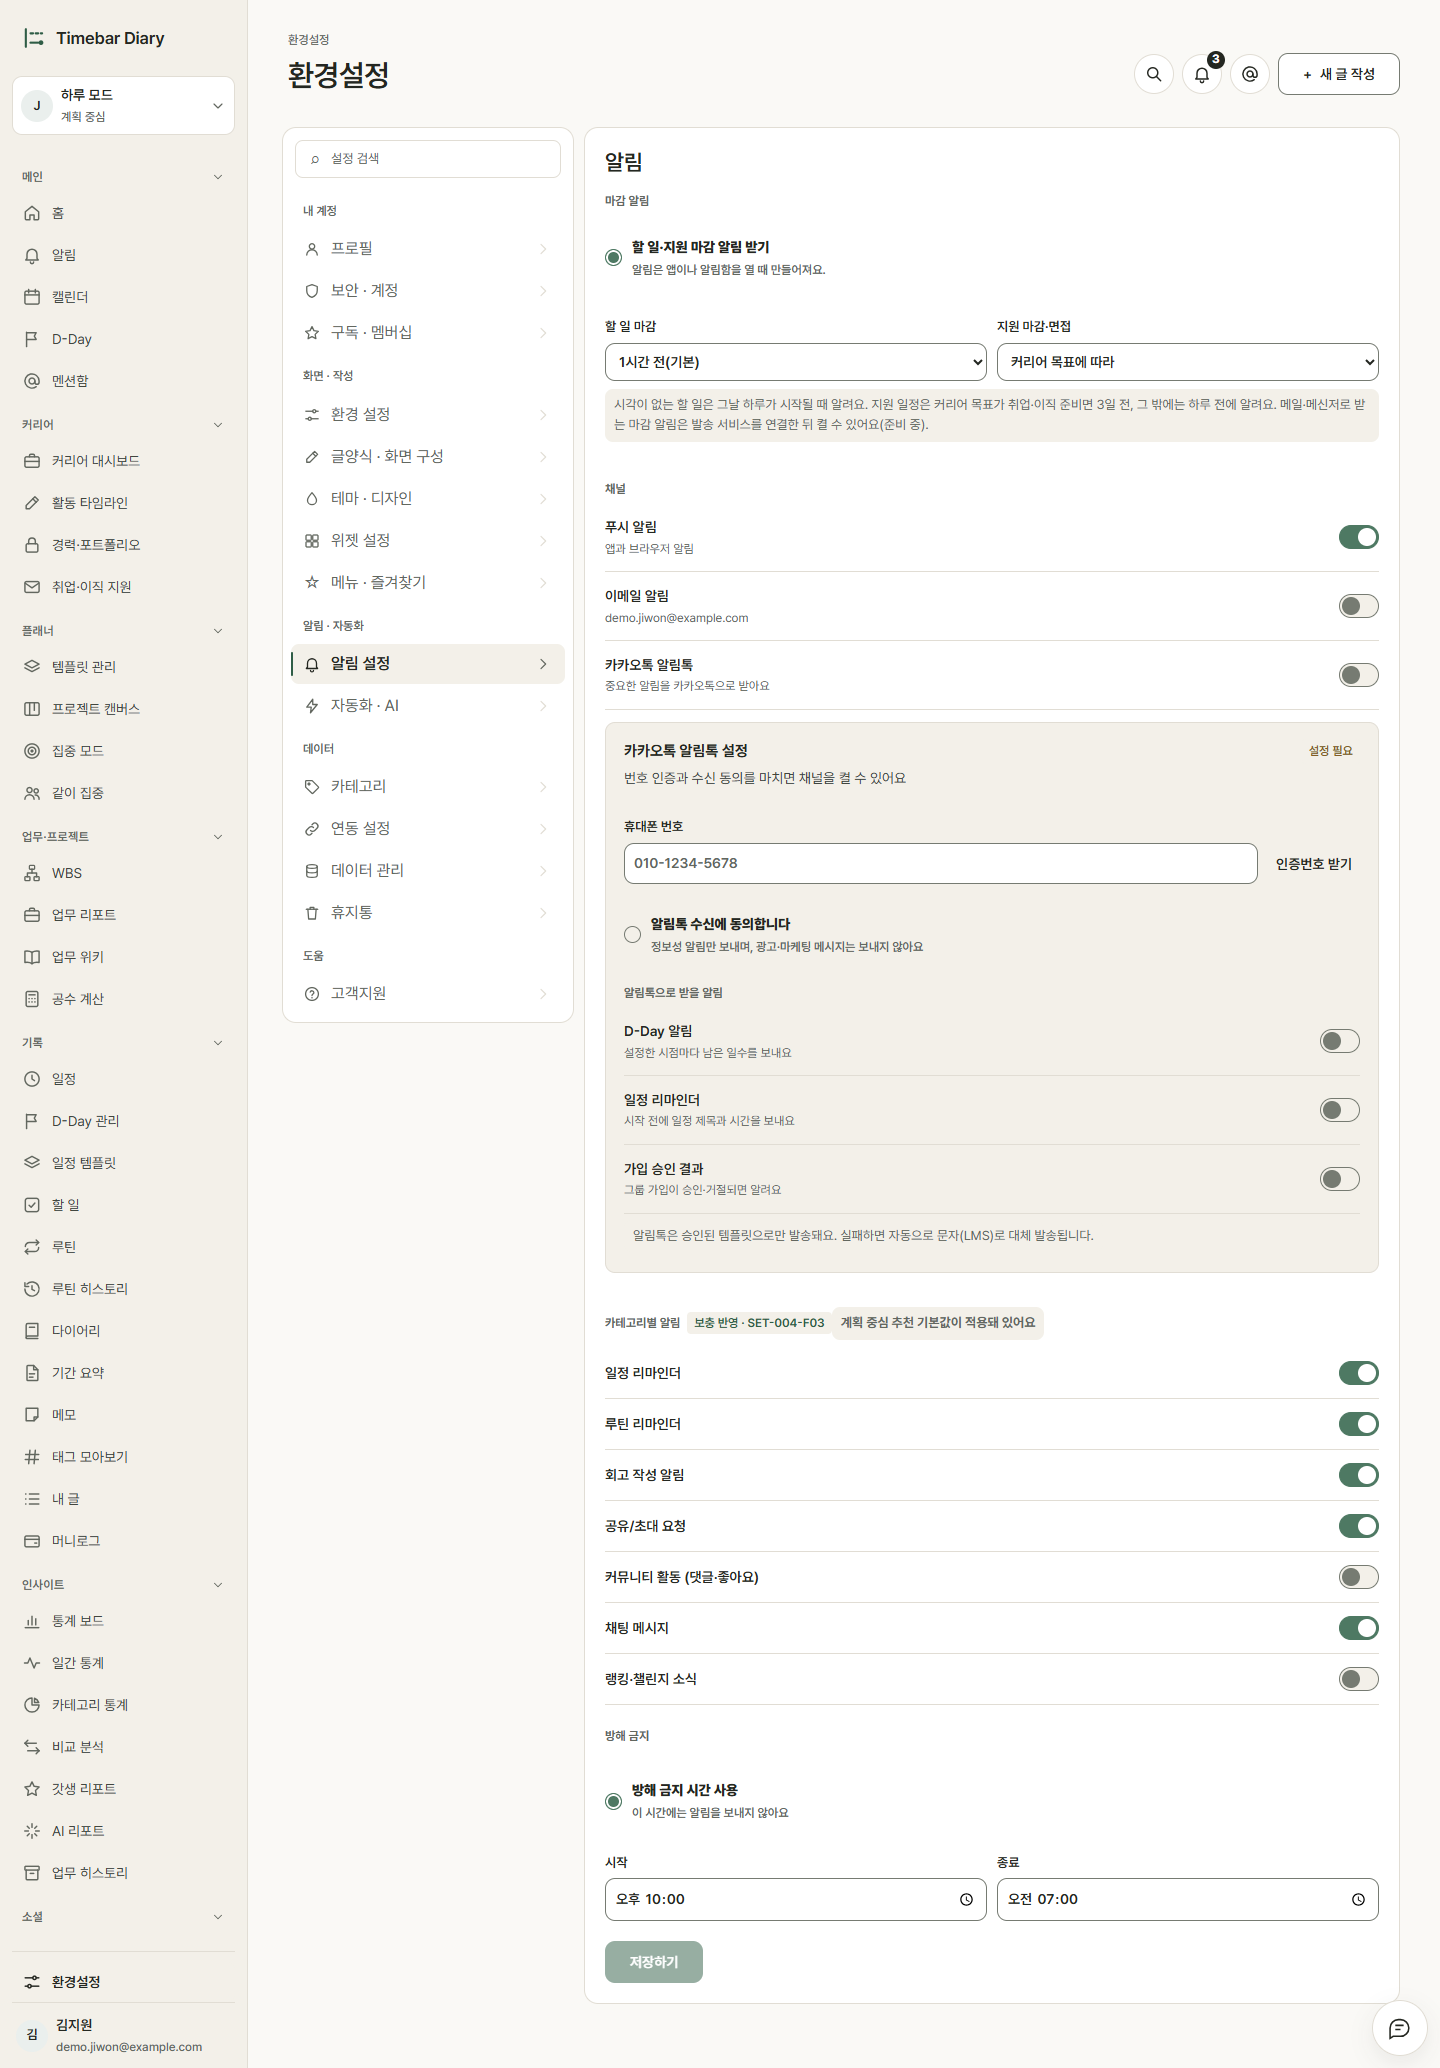 Timebar Diary
J
하루 모드
계획 중심
메인
홈
알림
캘린더
D-Day
멘션함
커리어
커리어 대시보드
활동 타임라인
경력·포트폴리오
취업·이직 지원
플래너
템플릿 관리
프로젝트 캔버스
집중 모드
같이 집중
업무·프로젝트
WBS
업무 리포트
업무 위키
공수 계산
기록
일정
D-Day 관리
일정 템플릿
할 일
루틴
루틴 히스토리
다이어리
기간 요약
메모
태그 모아보기
내 글
머니로그
인사이트
통계 보드
일간 통계
카테고리 통계
비교 분석
갓생 리포트
AI 리포트
업무 히스토리
소셜
환경설정
김
김지원
demo.jiwon@example.com
환경설정
환경설정
3
+ 새 글 작성
설정 검색
내 계정
프로필
보안 · 계정
구독 · 멤버십
화면 · 작성
환경 설정
글양식 · 화면 구성
테마 · 디자인
위젯 설정
메뉴 · 즐겨찾기
알림 · 자동화
알림 설정
자동화 · AI
데이터
카테고리
연동 설정
데이터 관리
휴지통
도움
고객지원
알림
마감 알림
할 일·지원 마감 알림 받기
알림은 앱이나 알림함을 열 때 만들어져요.
할 일 마감
지원 마감·면접
1시간 전(기본)
커리어 목표에 따라
시각이 없는 할 일은 그날 하루가 시작될 때 알려요. 지원 일정은 커리어 목표가 취업·이직 준비면 3일 전, 그 밖에는 하루 전에 알려요. 메일·메신저로 받
는 마감 알림은 발송 서비스를 연결한 뒤 켤 수 있어요(준비 중).
채널
푸시 알림
앱과 브라우저 알림
이메일 알림
demo.jiwon@example.com
카카오톡 알림톡
중요한 알림을 카카오톡으로 받아요
카카오톡 알림톡 설정
설정 필요
번호 인증과 수신 동의를 마치면 채널을 켤 수 있어요
휴대폰 번호
010-1234-5678
인증번호 받기
알림톡 수신에 동의합니다
정보성 알림만 보내며, 광고·마케팅 메시지는 보내지 않아요
알림톡으로 받을 알림
D-Day 알림
설정한 시점마다 남은 일수를 보내요
일정 리마인더
시작 전에 일정 제목과 시간을 보내요
가입 승인 결과
그룹 가입이 승인·거절되면 알려요
알림톡은 승인된 템플릿으로만 발송돼요. 실패하면 자동으로 문자(LMS)로 대체 발송됩니다.
카테고리별 알림
보충 반영 · SET-004-F03
계획 중심 추천 기본값이 적용돼 있어요
일정 리마인더
루틴 리마인더
회고 작성 알림
공유/초대 요청
커뮤니티 활동 (댓글·좋아요)
채팅 메시지
랭킹·챌린지 소식
방해 금지
방해 금지 시간 사용
이 시간에는 알림을 보내지 않아요
시작
종료
오후 10:00
오전 07:00
저장하기